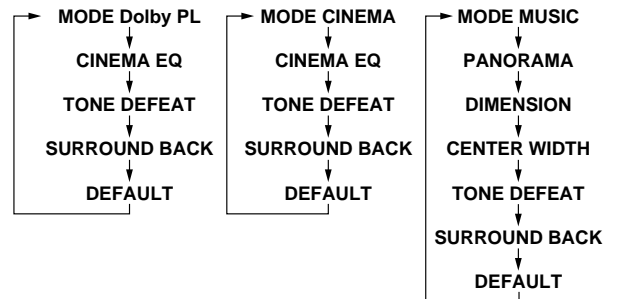 MODE Dolby PL
CINEMA EQ
TONE DEFEAT
SURROUND BACK
DEFAULT
MODE CINEMA
CINEMA EQ
TONE DEFEAT
SURROUND BACK
DEFAULT
MODE MUSIC
PANORAMA
DIMENSION
CENTER WIDTH
TONE DEFEAT
SURROUND BACK
DEFAULT